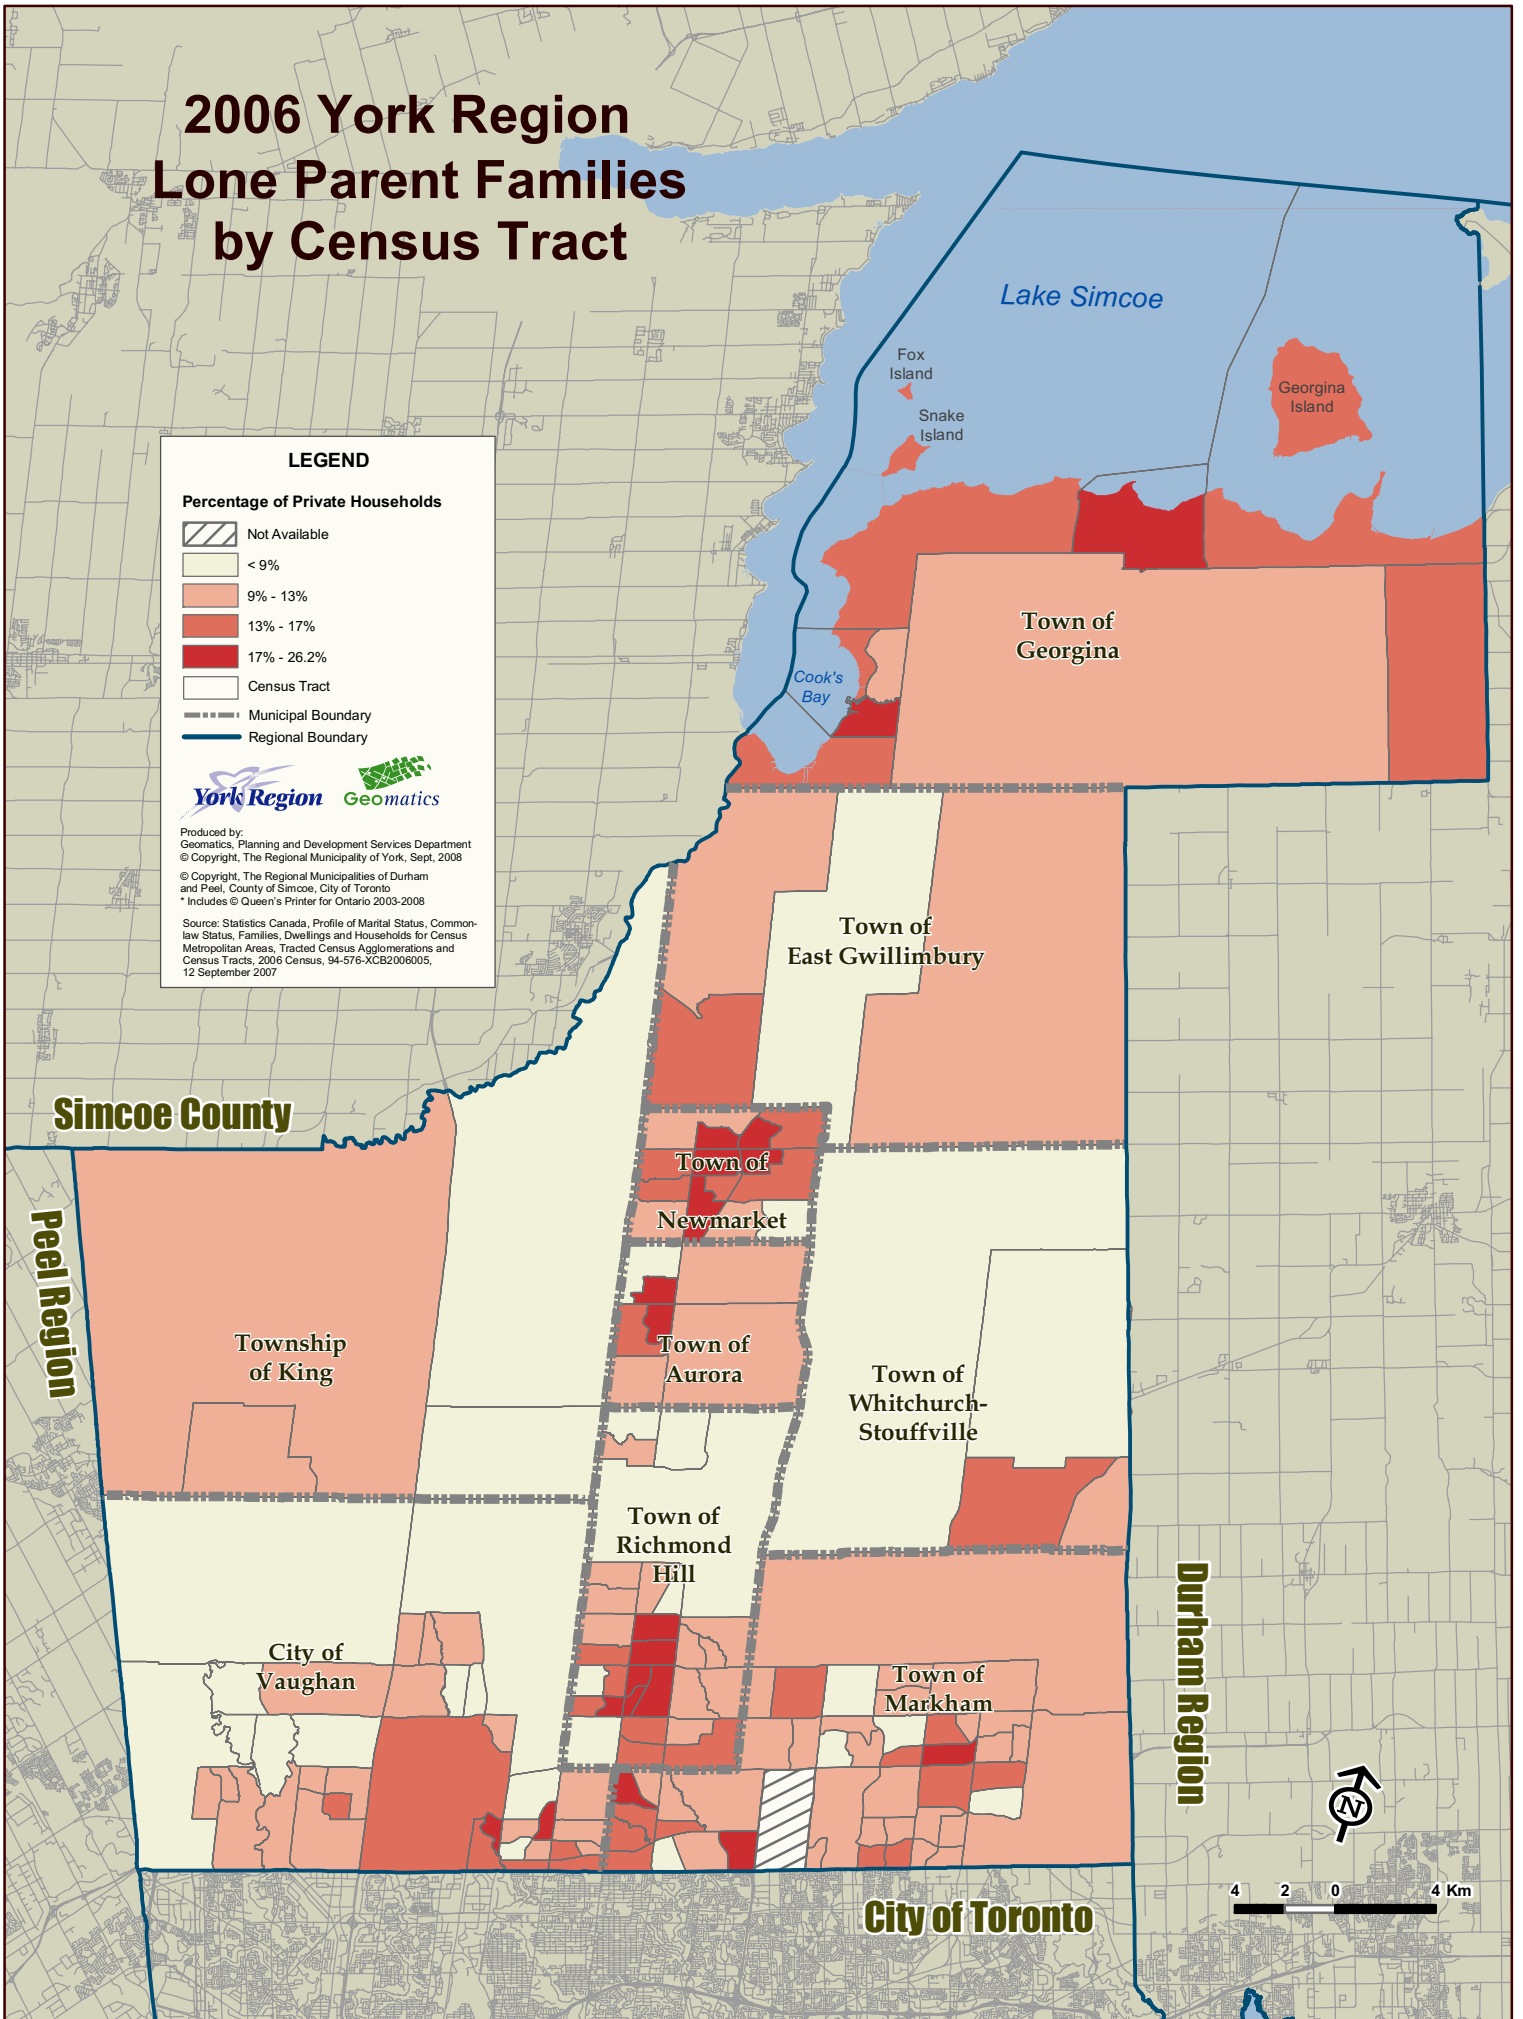 2006 York Region
Lone Parent Families
by Census Tract
Lake Simcoe
Fox
Island
Snake
Island
Georgina
Island
LEGEND
Percentage of Private Households
Not Available
< 9%
9% - 13%
13% - 17%
17% - 26.2%
Census Tract
Municipal Boundary
Regional Boundary
York Region
Geomatics
Produced by:
Geomatics, Planning and Development Services Department
© Copyright, The Regional Municipality of York, Sept, 2008
© Copyright, The Regional Municipalities of Durham
and Peel, County of Simcoe, City of Toronto
* Includes © Queen's Printer for Ontario 2003-2008
Source: Statistics Canada, Profile of Marital Status, Common-
law Status, Families, Dwellings and Households for Census
Metropolitan Areas, Tracted Census Agglomerations and
Census Tracts, 2006 Census, 94-576-XCB2006005,
12 September 2007
Town of
Georgina
Cook's
Bay
Town of
East Gwillimbury
Simcoe County
Town of
Newmarket
Peel Region
Township
of King
Town of
Aurora
Town of
Whitchurch-
Stouffville
Town of
Richmond
Hill
City of
Vaughan
Town of
Markham
Durham Region
N
City of Toronto
4 2 0 4 Km